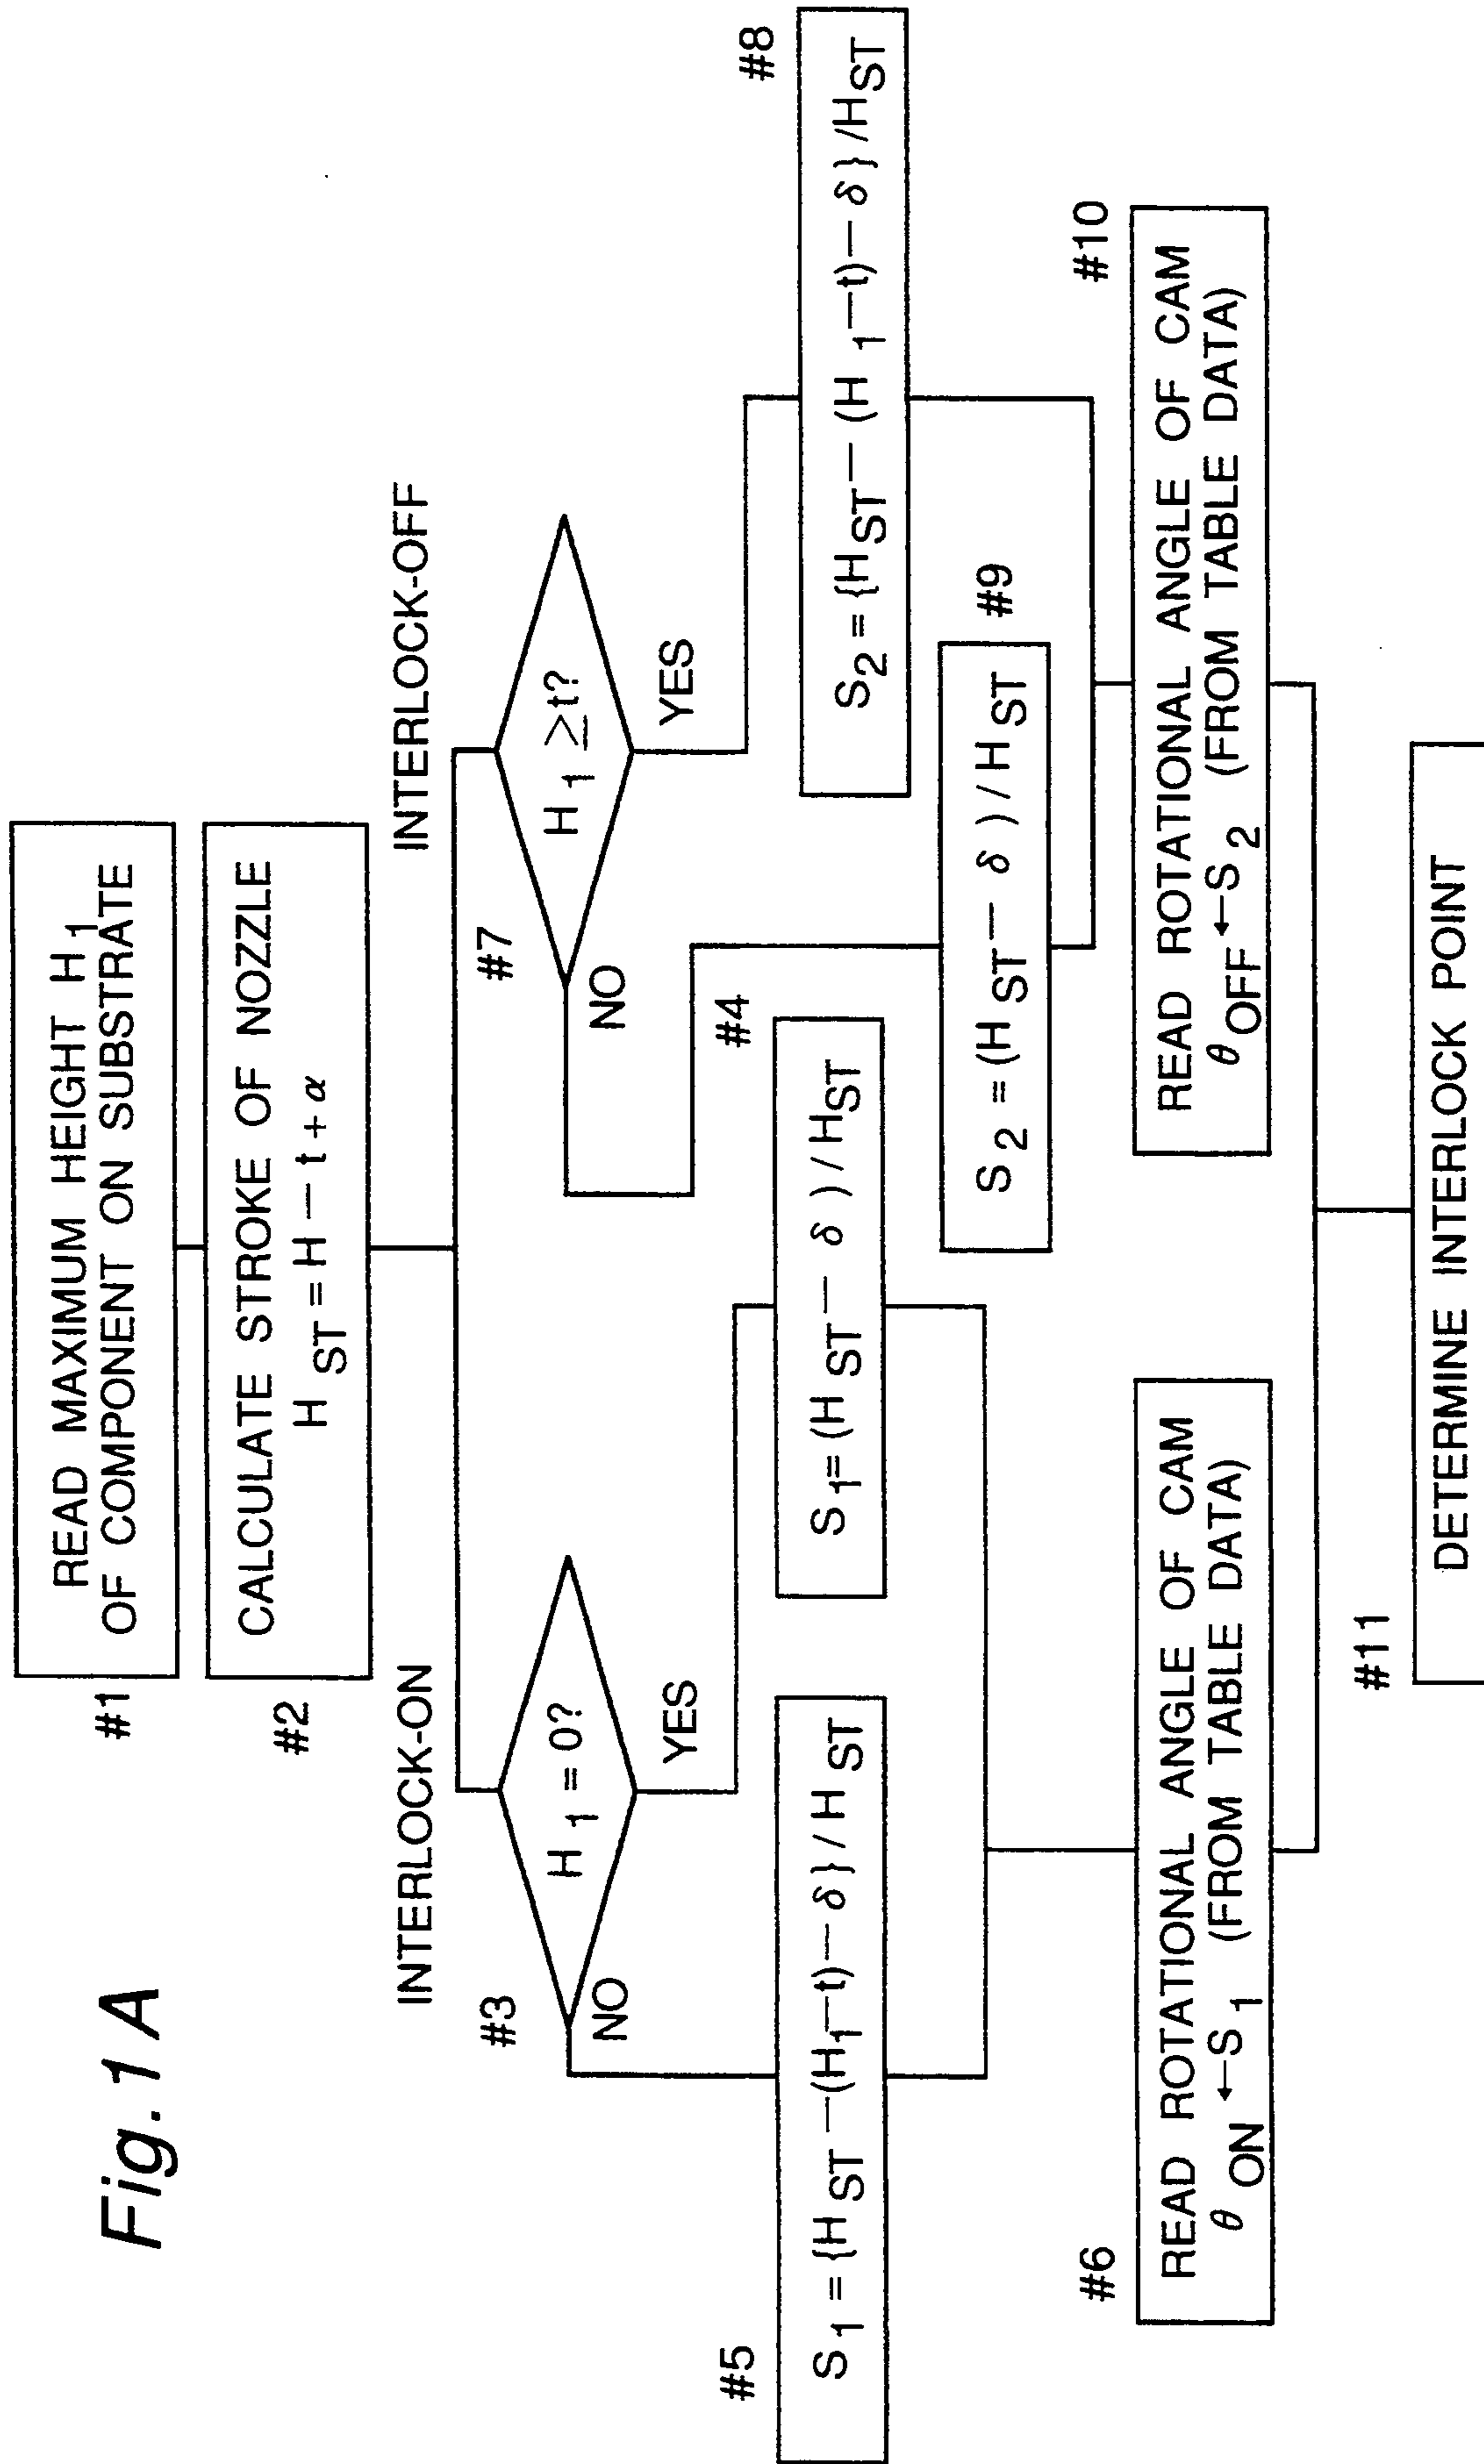 Fig. 1 A
#1
READ MAXIMUM HEIGHT H1
OF COMPONENT ON SUBSTRATE
#2
CALCULATE STROKE OF NOZZLE
HST = H — t + α
INTERLOCK-ON
INTERLOCK-OFF
#3
H1 = 0?
NO
YES
#7
H1 ≥ t?
NO
YES
#5
S1 = {HST — (H1 — t) — δ } / HST
#4
S1 = (HST — δ ) / HST
#8
S2 = {HST — (H1 — t) — δ } / HST
#9
S2 = (HST — δ ) / HST
#6
READ ROTATIONAL ANGLE OF CAM
θON ← S1 (FROM TABLE DATA)
#10
READ ROTATIONAL ANGLE OF CAM
θOFF ← S2 (FROM TABLE DATA)
#11
DETERMINE INTERLOCK POINT